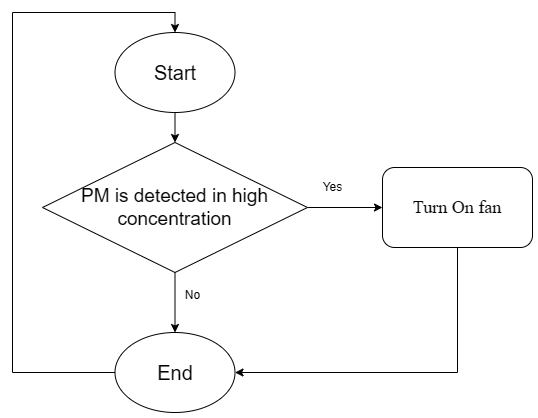 Start
PM is detected in high
concentration
Yes
Turn On fan
No
End